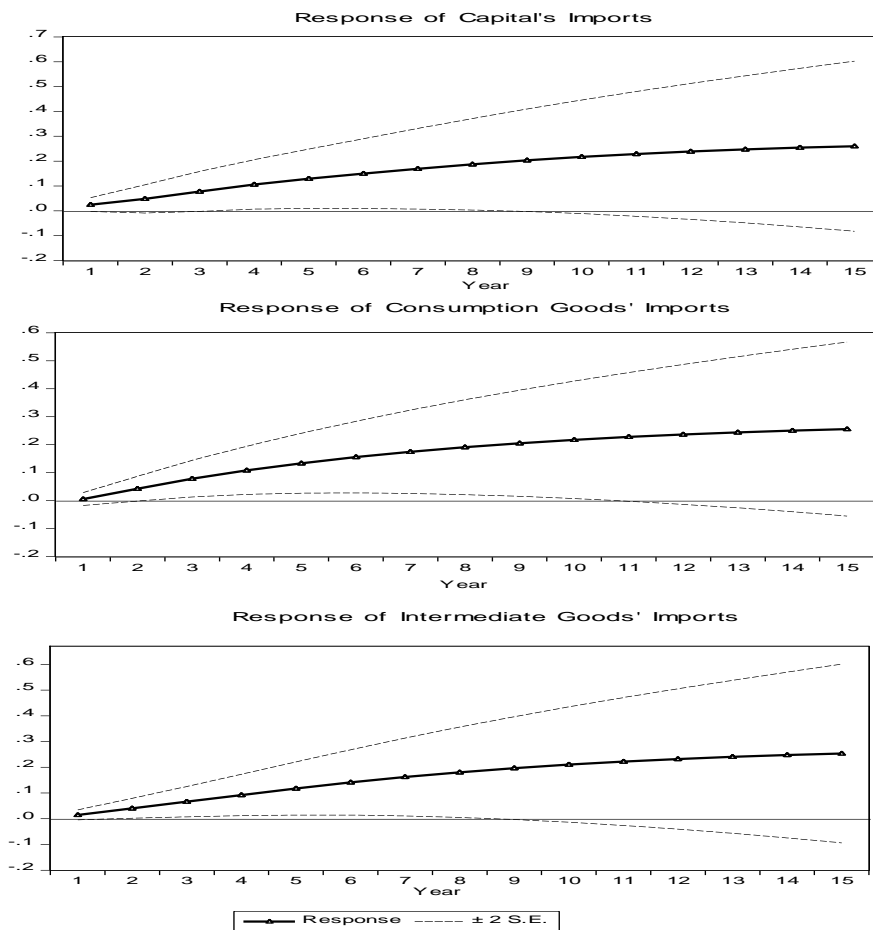 Response of Capital's Imports
.7
.6
.5
.4
.3
.2
.1
.0
-.1
-.2
1 2 3 4 5 6 7 8 9 10 11 12 13 14 15
Year
Response of Consumption Goods' Imports
.6
.5
.4
.3
.2
.1
.0
-.1
-.2
1 2 3 4 5 6 7 8 9 10 11 12 13 14 15
Year
Response of Intermediate Goods' Imports
.6
.5
.4
.3
.2
.1
.0
-.1
-.2
1 2 3 4 5 6 7 8 9 10 11 12 13 14 15
Year
Response ± 2 S.E.